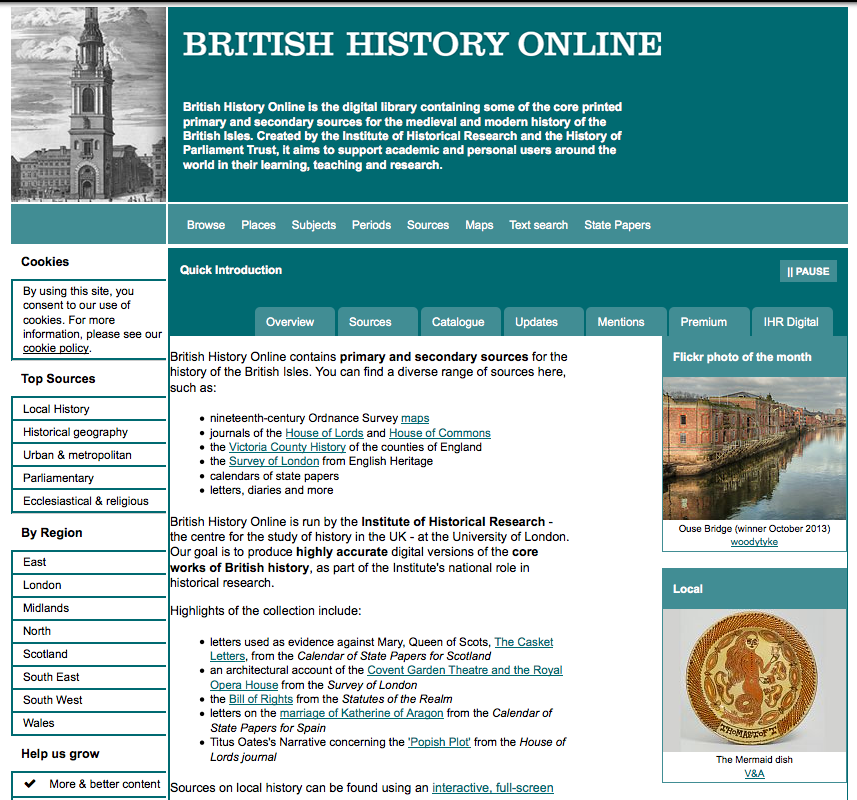 BRITISH HISTORY ONLINE
British History Online is the digital library containing some of the core printed
primary and secondary sources for the medieval and modern history of the
British Isles. Created by the Institute of Historical Research and the History of
Parliament Trust, it aims to support academic and personal users around the
world in their learning, teaching and research.
Browse Places Subjects Periods Sources Maps Text search State Papers
Cookies
By using this site, you
consent to our use of
cookies. For more
information, please see our
cookie policy.
Top Sources
Local History
Historical geography
Urban & metropolitan
Parliamentary
Ecclesiastical & religious
By Region
East
London
Midlands
North
Scotland
South East
South West
Wales
Help us grow
✔ More & better content
Quick Introduction
|| PAUSE
Overview Sources Catalogue Updates Mentions Premium IHR Digital
British History Online contains primary and secondary sources for the
history of the British Isles. You can find a diverse range of sources here,
such as:
• nineteenth-century Ordnance Survey maps
• journals of the House of Lords and House of Commons
• the Victoria County History of the counties of England
• the Survey of London from English Heritage
• calendars of state papers
• letters, diaries and more
British History Online is run by the Institute of Historical Research -
the centre for the study of history in the UK - at the University of London.
Our goal is to produce highly accurate digital versions of the core
works of British history, as part of the Institute's national role in
historical research.
Highlights of the collection include:
• letters used as evidence against Mary, Queen of Scots, The Casket
Letters, from the Calendar of State Papers for Scotland
• an architectural account of the Covent Garden Theatre and the Royal
Opera House from the Survey of London
• the Bill of Rights from the Statutes of the Realm
• letters on the marriage of Katherine of Aragon from the Calendar of
State Papers for Spain
• Titus Oates's Narrative concerning the 'Popish Plot' from the House of
Lords journal
Sources on local history can be found using an interactive, full-screen
Flickr photo of the month
Ouse Bridge (winner October 2013)
woodytyke
Local
THOMAS TOFT
The Mermaid dish
V&A